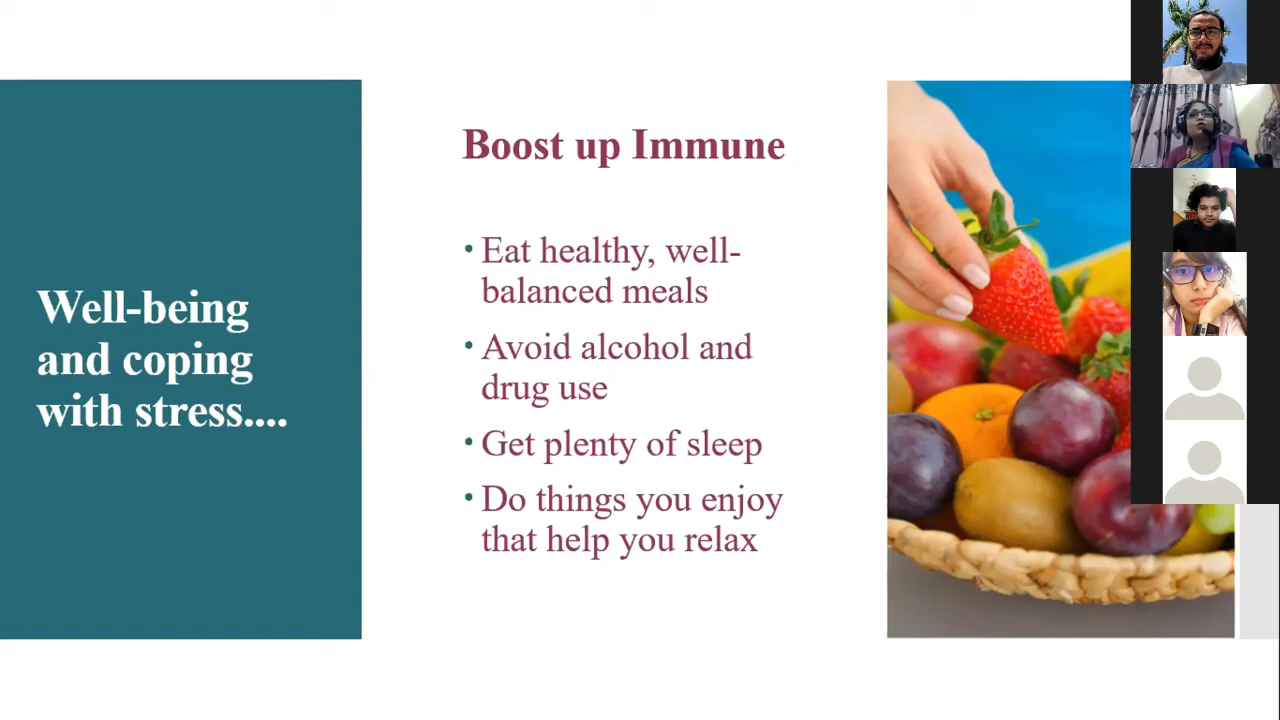 Well-being
and coping
with stress....
Boost up Immune
• Eat healthy, well-
balanced meals
• Avoid alcohol and
drug use
• Get plenty of sleep
• Do things you enjoy
that help you relax